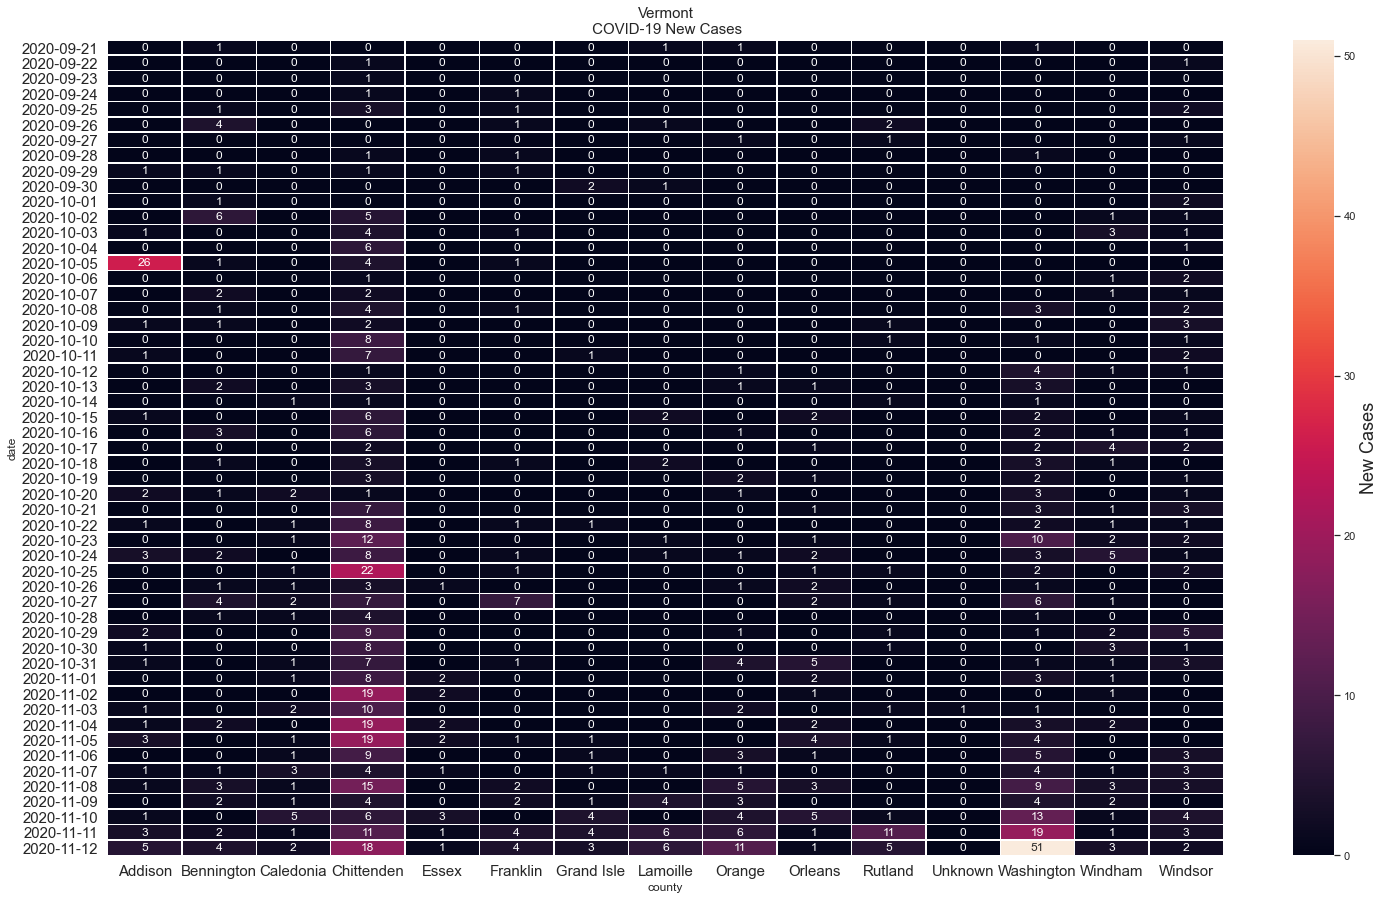 Vermont
COVID-19 New Cases
2020-09-21 0 1 0 0 0 0 0 1 1 0 0 0 1 0 0
2020-09-22 0 0 0 1 0 0 0 0 0 0 0 0 0 0 1
2020-09-23 0 0 0 1 0 0 0 0 0 0 0 0 0 0 0
2020-09-24 0 0 0 1 0 1 0 0 0 0 0 0 0 0 0
2020-09-25 0 1 0 3 0 1 0 0 0 0 0 0 0 0 2
2020-09-26 0 4 0 0 0 1 0 1 0 0 2 0 0 0 0
2020-09-27 0 0 0 0 0 0 0 0 1 0 1 0 0 0 1
2020-09-28 0 0 0 1 0 1 0 0 0 0 0 0 1 0 0
2020-09-29 1 1 0 1 0 1 0 0 0 0 0 0 0 0 0
2020-09-30 0 0 0 0 0 0 2 1 0 0 0 0 0 0 0
2020-10-01 0 1 0 0 0 0 0 0 0 0 0 0 0 0 2
2020-10-02 0 6 0 5 0 0 0 0 0 0 0 0 0 1 1
2020-10-03 1 0 0 4 0 1 0 0 0 0 0 0 0 3 1
2020-10-04 0 0 0 6 0 0 0 0 0 0 0 0 0 0 1
2020-10-05 26 1 0 4 0 1 0 0 0 0 0 0 0 0 0
2020-10-06 0 0 0 1 0 0 0 0 0 0 0 0 0 1 2
2020-10-07 0 2 0 2 0 0 0 0 0 0 0 0 0 1 1
2020-10-08 0 1 0 4 0 1 0 0 0 0 0 0 3 0 2
2020-10-09 1 1 0 2 0 0 0 0 0 0 1 0 0 0 3
2020-10-10 0 0 0 8 0 0 0 0 0 0 1 0 1 0 1
2020-10-11 1 0 0 7 0 0 1 0 0 0 0 0 0 0 2
2020-10-12 0 0 0 1 0 0 0 0 1 0 0 0 4 1 1
2020-10-13 0 2 0 3 0 0 0 0 1 1 0 0 3 0 0
2020-10-14 0 0 1 1 0 0 0 0 0 0 1 0 1 0 0
2020-10-15 1 0 0 6 0 0 0 2 0 2 0 0 2 0 1
2020-10-16 0 3 0 6 0 0 0 0 1 0 0 0 2 1 1
2020-10-17 0 0 0 2 0 0 0 0 0 1 0 0 2 4 2
2020-10-18 0 1 0 3 0 1 0 2 0 0 0 0 3 1 0
2020-10-19 0 0 0 3 0 0 0 0 2 1 0 0 2 0 1
2020-10-20 2 1 2 1 0 0 0 0 1 0 0 0 3 0 1
2020-10-21 0 0 0 7 0 0 0 0 0 1 0 0 3 1 3
2020-10-22 1 0 1 8 0 1 1 0 0 0 0 0 2 1 1
2020-10-23 0 0 1 12 0 0 0 1 0 1 0 0 10 2 2
2020-10-24 3 2 0 8 0 1 0 1 1 2 0 0 3 5 1
2020-10-25 0 0 1 22 0 1 0 0 0 1 1 0 2 0 2
2020-10-26 0 1 1 3 1 0 0 0 1 2 0 0 1 0 0
2020-10-27 0 4 2 7 0 7 0 0 0 2 1 0 6 1 0
2020-10-28 0 1 1 4 0 0 0 0 0 0 0 0 1 0 0
2020-10-29 2 0 0 9 0 0 0 0 1 0 1 0 1 2 5
2020-10-30 1 0 0 8 0 0 0 0 0 0 1 0 0 3 1
2020-10-31 1 0 1 7 0 1 0 0 4 5 0 0 1 1 3
2020-11-01 0 0 1 8 2 0 0 0 0 2 0 0 3 1 0
2020-11-02 0 0 0 19 2 0 0 0 0 1 0 0 0 1 0
2020-11-03 1 0 2 10 0 0 0 0 2 0 1 1 1 0 0
2020-11-04 1 2 0 19 2 0 0 0 0 2 0 0 3 2 0
2020-11-05 3 0 1 19 2 1 1 0 0 4 1 0 4 0 0
2020-11-06 0 0 1 9 0 0 1 0 3 1 0 0 5 0 3
2020-11-07 1 1 3 4 1 0 1 1 1 0 0 0 4 1 3
2020-11-08 1 3 1 15 0 2 0 0 5 3 0 0 9 3 3
2020-11-09 0 2 1 4 0 2 1 4 3 0 0 0 4 2 0
2020-11-10 1 0 5 6 3 0 4 0 4 5 1 0 13 1 4
2020-11-11 3 2 1 11 1 4 4 6 6 1 11 0 19 1 3
2020-11-12 5 4 2 18 1 4 3 6 11 1 5 0 51 3 2
Addison Bennington Caledonia Chittenden Essex Franklin Grand Isle Lamoille Orange Orleans Rutland Unknown Washington Windham Windsor
county
date
50
40
30
20
10
0
New Cases